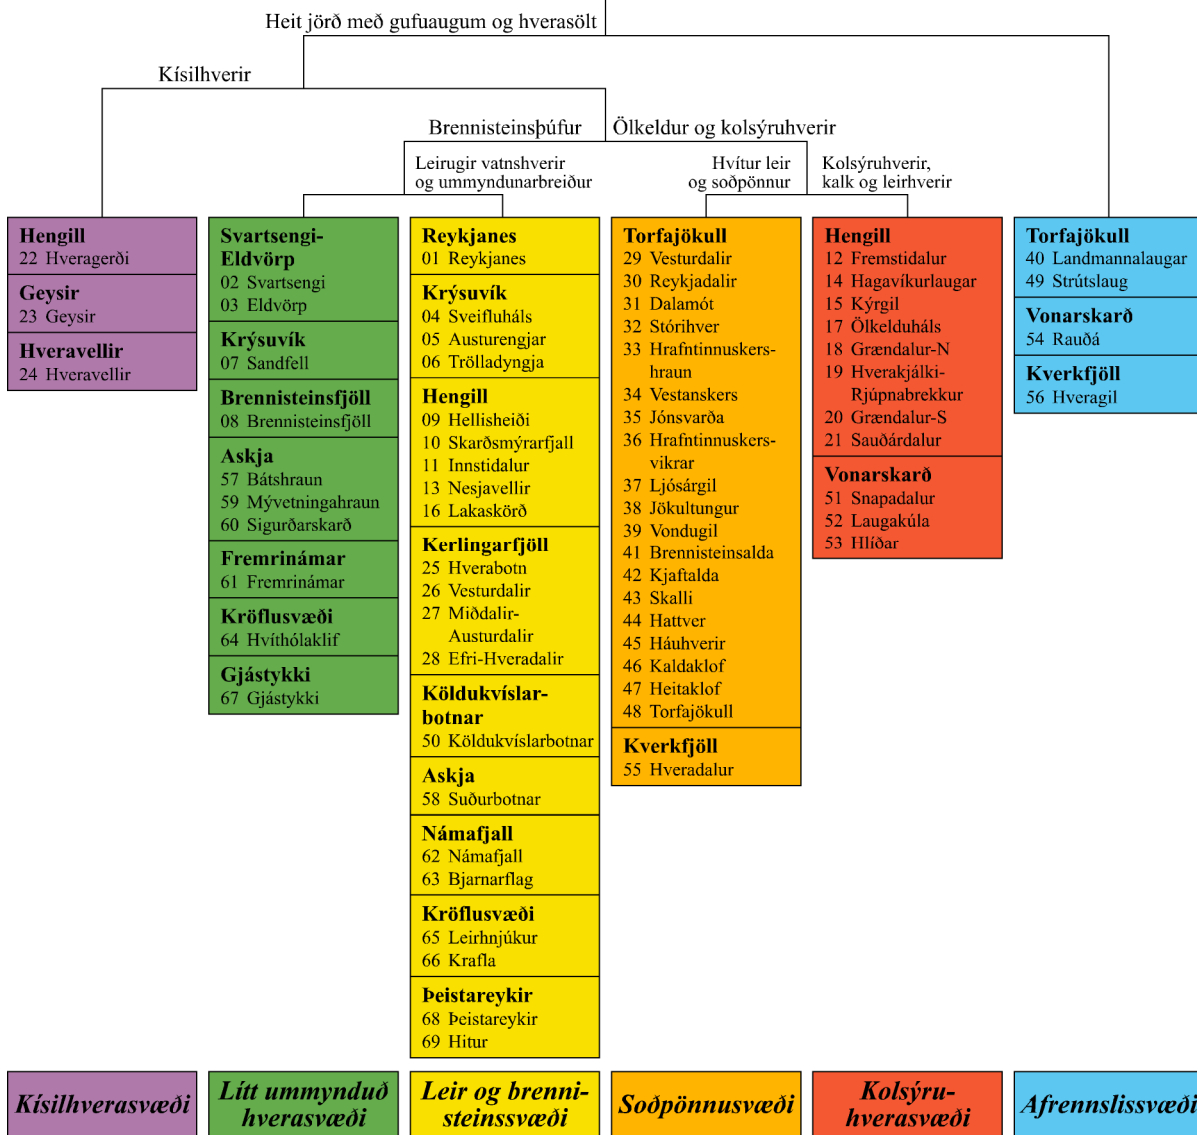 Heit jörð með gufuaugum og hverasölt
Kísilhverir
Brennisteinsþúfur
Ölkeldur og kolsýruhverir
Leirugir vatnshverir
og ummyndunarbreiður
Hvítur leir
og soðpönnur
Kolsýruhverir,
kalk og leirhverir
Hengill
22 Hveragerði
Geysir
23 Geysir
Hveravellir
24 Hveravellir
Svartsengi-
Eldvörp
02 Svartsengi
03 Eldvörp
Krýsuvík
07 Sandfell
Brennisteinsfjöll
08 Brennisteinsfjöll
Askja
57 Bátshraun
59 Mývetningahraun
60 Sigurðarskarð
Fremrinámar
61 Fremrinámar
Kröflusvæði
64 Hvíthólaklif
Gjástykki
67 Gjástykki
Reykjanes
01 Reykjanes
Krýsuvík
04 Sveifluháls
05 Austurengjar
06 Trölladyngja
Hengill
09 Hellisheiði
10 Skarðsmýrarfjall
11 Innstidalur
13 Nesjavellir
16 Lakaskörð
Kerlingarfjöll
25 Hverabotn
26 Vesturdalir
27 Miðdalir-
Austurdalir
28 Efri-Hveradalir
Köldukvíslar-
botnar
50 Köldukvíslarbotnar
Askja
58 Suðurbotnar
Námafjall
62 Námafjall
63 Bjarnarflag
Kröflusvæði
65 Leirhnjúkur
66 Krafla
Þeistareykir
68 Þeistareykir
69 Hitur
Torfajökull
29 Vesturdalir
30 Reykjadalir
31 Dalamót
32 Stórihver
33 Hrafntinnuskers-
hraun
34 Vestanskers
35 Jónsvarða
36 Hrafntinnuskers-
vikrar
37 Ljósárgil
38 Jökultungur
39 Vondugil
41 Brennisteinsalda
42 Kjaftalda
43 Skalli
44 Hattver
45 Háuhverir
46 Kaldaklof
47 Heitaklof
48 Torfajökull
Kverkfjöll
55 Hveradalur
Hengill
12 Fremstidalur
14 Hagavíkurlaugar
15 Kýrgil
17 Ölkelduháls
18 Grændalur-N
19 Hverakjálki-
Rjúpnabrekkur
20 Grændalur-S
21 Sauðárdalur
Vonarskarð
51 Snapadalur
52 Laugakúla
53 Hlíðar
Torfajökull
40 Landmannalaugar
49 Strútslaug
Vonarskarð
54 Rauðá
Kverkfjöll
56 Hveragil
Kísilhverasvæði
Lítt ummynduð
hverasvæði
Leir og brenni-
steinssvæði
Soðpönnusvæði
Kolsýru-
hverasvæði
Afrennslissvæði